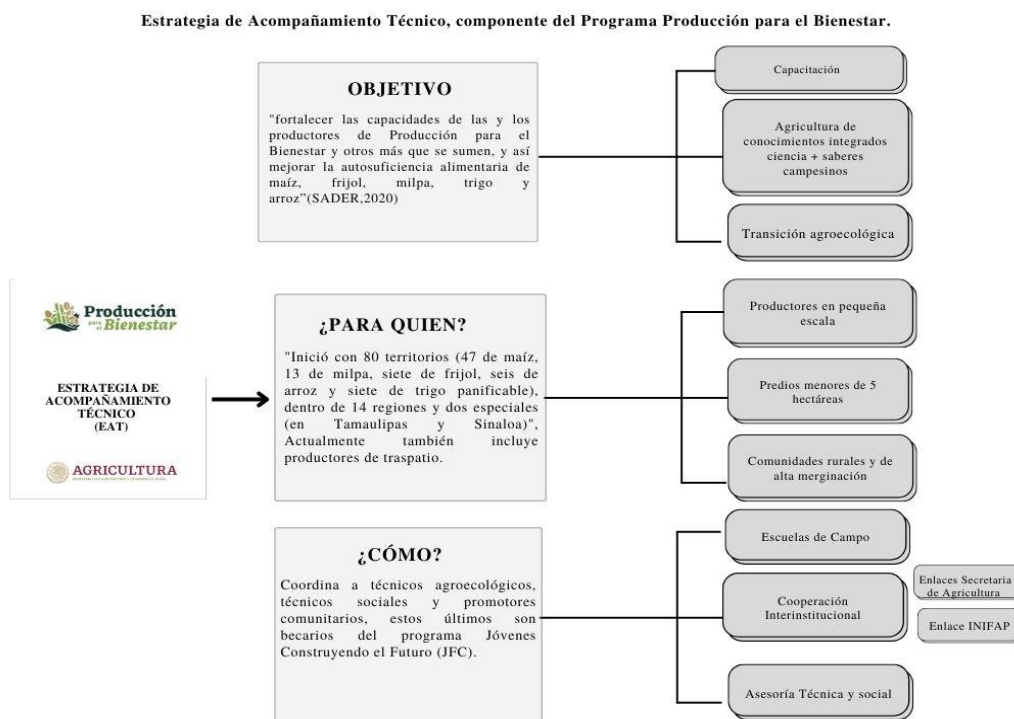 Estrategia de Acompañamiento Técnico, componente del Programa Producción para el Bienestar.
OBJETIVO
"fortalecer las capacidades de las y los
productores de Producción para el
Bienestar y otros más que se sumen, y así
mejorar la autosuficiencia alimentaria de
maíz, frijol, milpa, trigo y
arroz"(SADER,2020)
Capacitación
Agricultura de
conocimientos integrados
ciencia + saberes
campesinos
Transición agroecológica
Producción
para el Bienestar
ESTRATEGIA DE
ACOMPAÑAMIENTO
TÉCNICO
(EAT)
AGRICULTURA
SECRETARÍA DE AGRICULTURA Y DESARROLLO RURAL
¿PARA QUIEN?
"Inició con 80 territorios (47 de maíz,
13 de milpa, siete de frijol, seis de
arroz y siete de trigo panificable),
dentro de 14 regiones y dos especiales
(en Tamaulipas y Sinaloa)",
Actualmente también incluye
productores de traspatio.
Productores en pequeña
escala
Predios menores de 5
hectáreas
Comunidades rurales y de
alta merginación
¿CÓMO?
Coordina a técnicos agroecológicos,
técnicos sociales y promotores
comunitarios, estos últimos son
becarios del programa Jóvenes
Construyendo el Futuro (JFC).
Escuelas de Campo
Cooperación
Interinstitucional
Enlaces Secretaria
de Agricultura
Enlace INIFAP
Asesoría Técnica y social